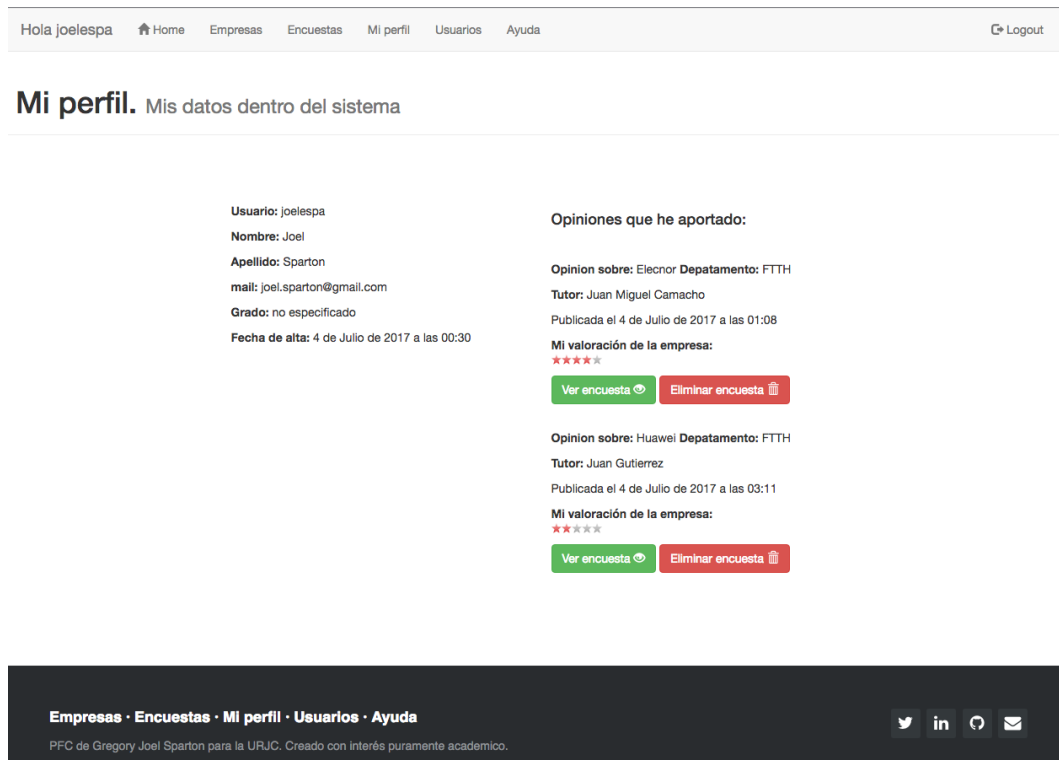 Hola joelespa Home Empresas Encuestas Mi perfil Usuarios Ayuda Logout
Mi perfil. Mis datos dentro del sistema
Usuario: joelespa
Nombre: Joel
Apellido: Sparton
mail: joel.sparton@gmail.com
Grado: no especificado
Fecha de alta: 4 de Julio de 2017 a las 00:30
Opiniones que he aportado:
Opinion sobre: Elecnor Depatamento: FTTH
Tutor: Juan Miguel Camacho
Publicada el 4 de Julio de 2017 a las 01:08
Mi valoración de la empresa:
Ver encuesta Eliminar encuesta
Opinion sobre: Huawei Depatamento: FTTH
Tutor: Juan Gutierrez
Publicada el 4 de Julio de 2017 a las 03:11
Mi valoración de la empresa:
Ver encuesta Eliminar encuesta
Empresas · Encuestas · Mi perfil · Usuarios · Ayuda
PFC de Gregory Joel Sparton para la URJC. Creado con interés puramente academico.
in